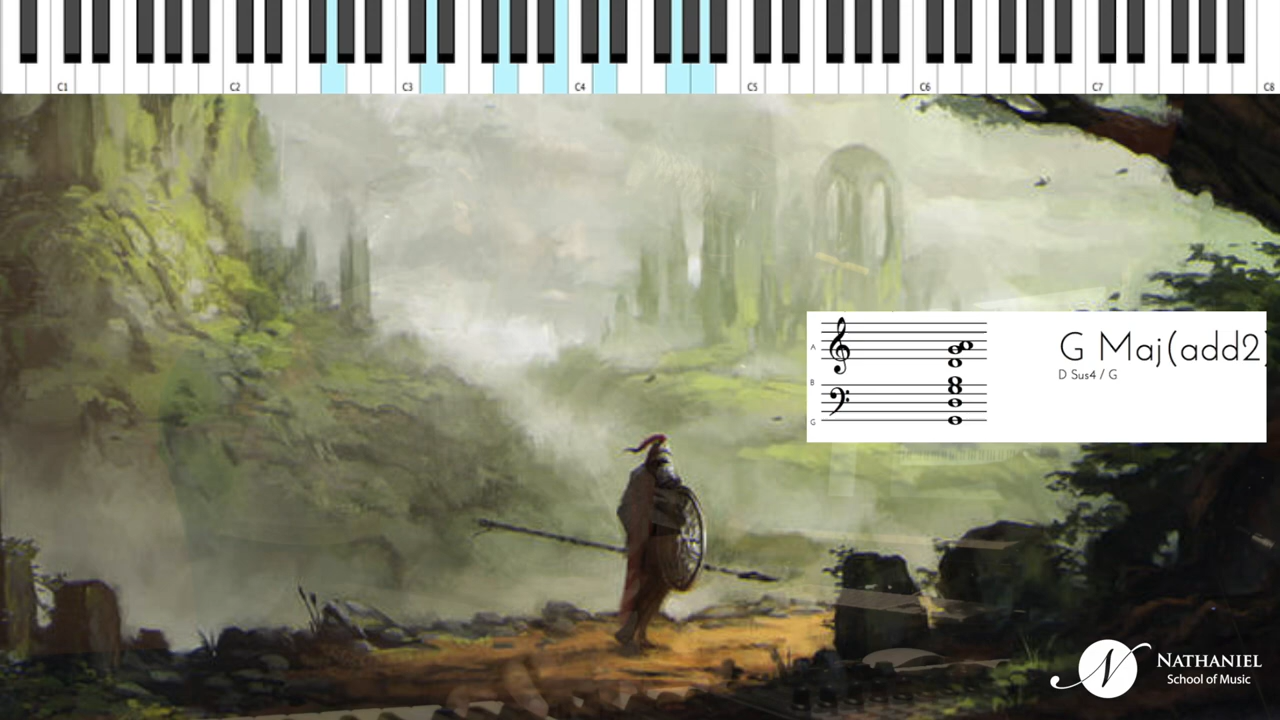 C1 C2 C3 C4 C5 C6 C7 C8
G Maj(add2)
D Sus4 / G
A
B
G
N
NATHANIEL
School of Music